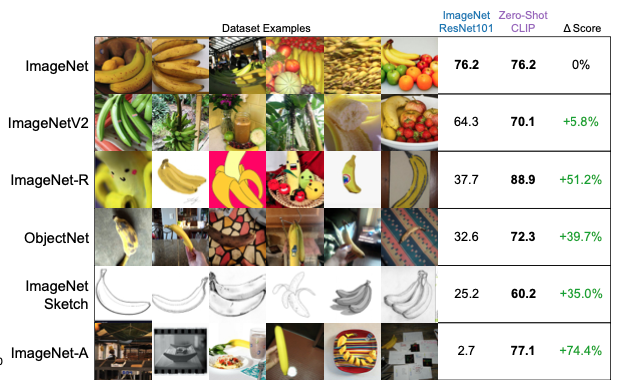 Dataset Examples
ImageNet
ResNet101
Zero-Shot
CLIP
Δ Score
ImageNet 76.2 76.2 0%
ImageNetV2 64.3 70.1 +5.8%
ImageNet-R 37.7 88.9 +51.2%
ObjectNet 32.6 72.3 +39.7%
ImageNet
Sketch 25.2 60.2 +35.0%
ImageNet-A 2.7 77.1 +74.4%